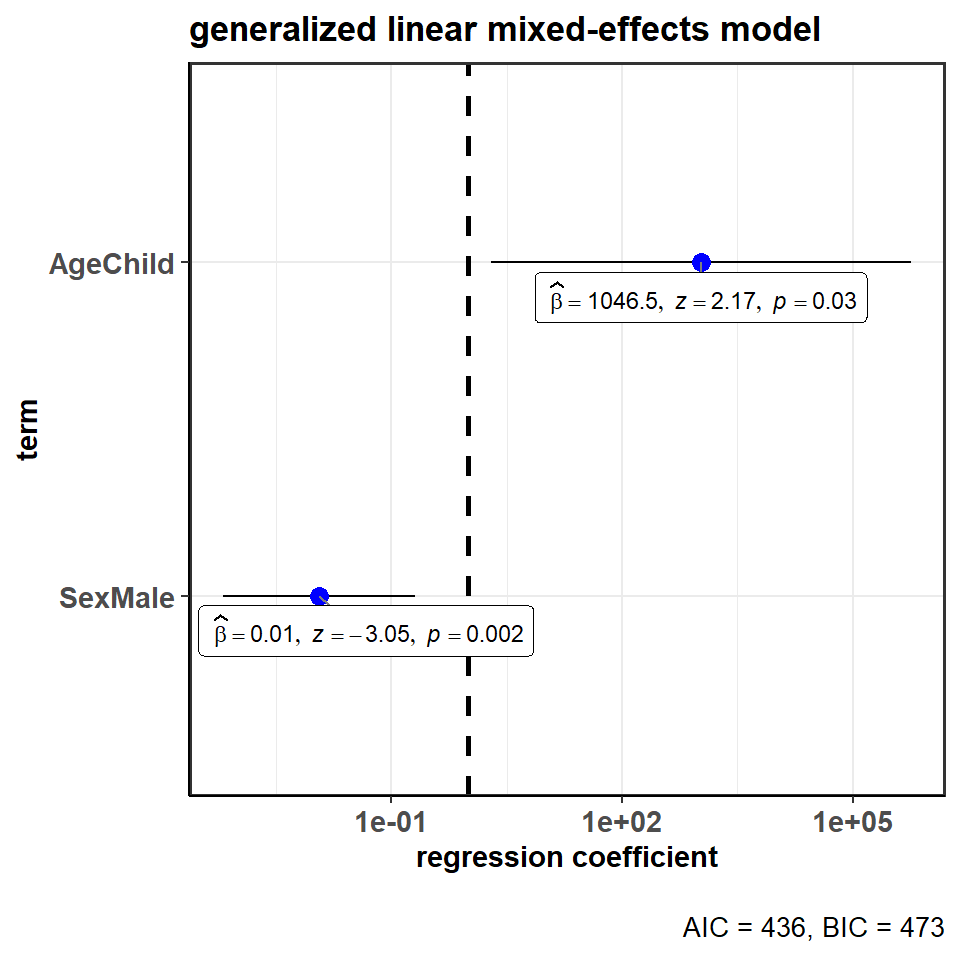 generalized linear mixed-effects model
term
AgeChild
β̂ = 1046.5, z = 2.17, p = 0.03
SexMale
β̂ = 0.01, z = −3.05, p = 0.002
1e-01 1e+02 1e+05
regression coefficient
AIC = 436, BIC = 473